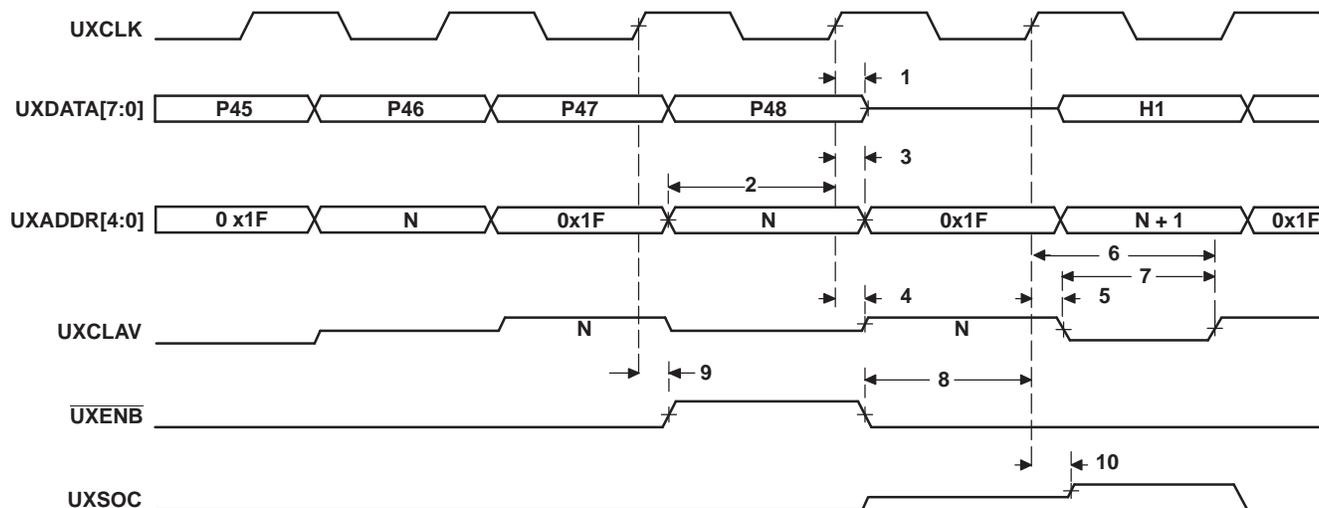 UXCLK
1
UXDATA[7:0] P45 P46 P47 P48 H1
3
2
UXADDR[4:0] 0 x1F N 0x1F N 0x1F N + 1 0x1F
6
7
4 5
UXCLAV N N
9 8
UXENB
10
UXSOC